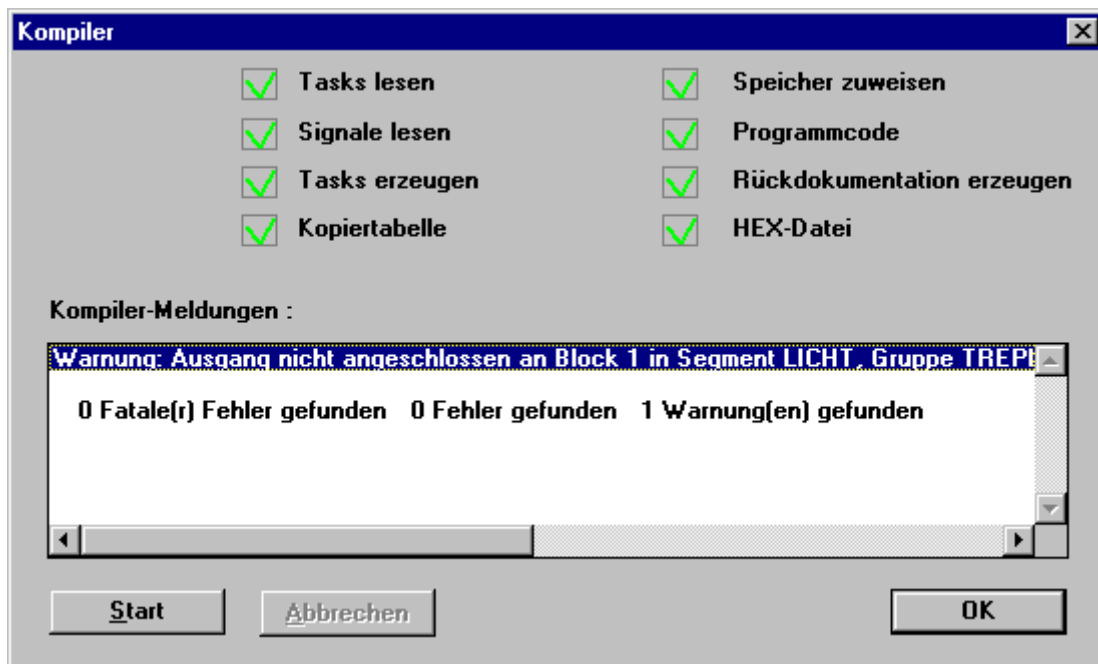 Kompiler
Tasks lesen
Signale lesen
Tasks erzeugen
Kopiertabelle
Speicher zuweisen
Programmcode
Rückdokumentation erzeugen
HEX-Datei
Kompiler-Meldungen :
Warnung: Ausgang nicht angeschlossen an Block 1 in Segment LICHT, Gruppe
0 Fatale(r) Fehler gefunden 0 Fehler gefunden 1 Warnung(en) gefunden
Start
Abbrechen
OK